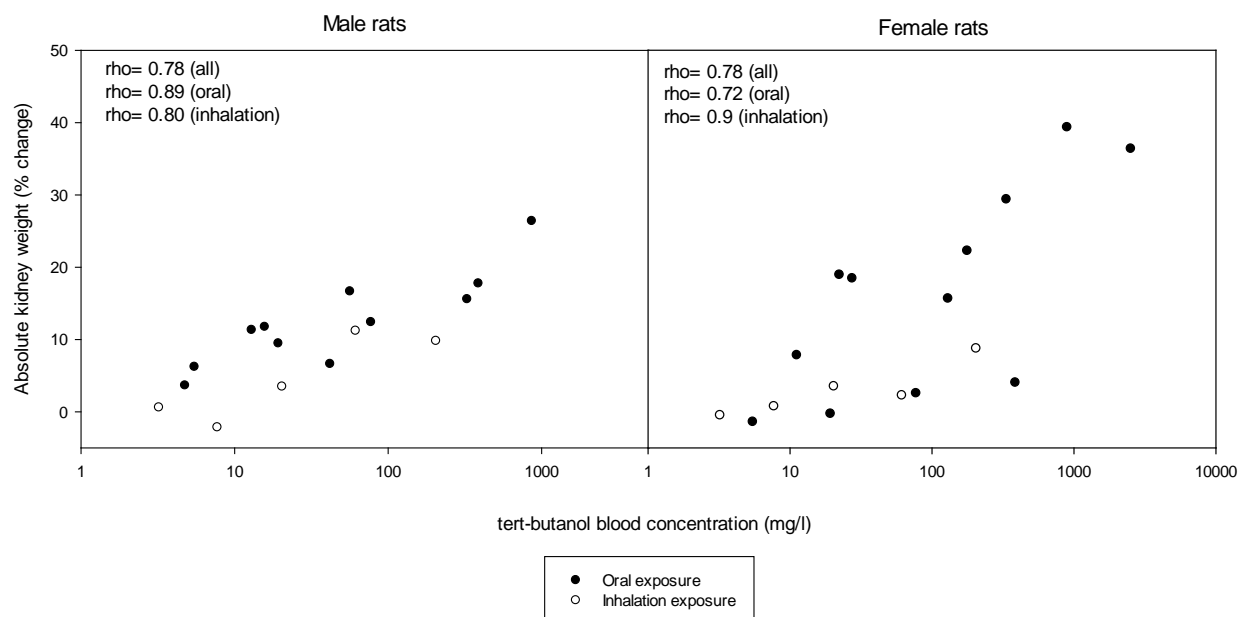 Male rats
Female rats
rho= 0.78 (all)
rho= 0.89 (oral)
rho= 0.80 (inhalation)
rho= 0.78 (all)
rho= 0.72 (oral)
rho= 0.9 (inhalation)
Absolute kidney weight (% change)
50
40
30
20
10
0
1 10 100 1000
1 10 100 1000 10000
tert-butanol blood concentration (mg/l)
Oral exposure
Inhalation exposure